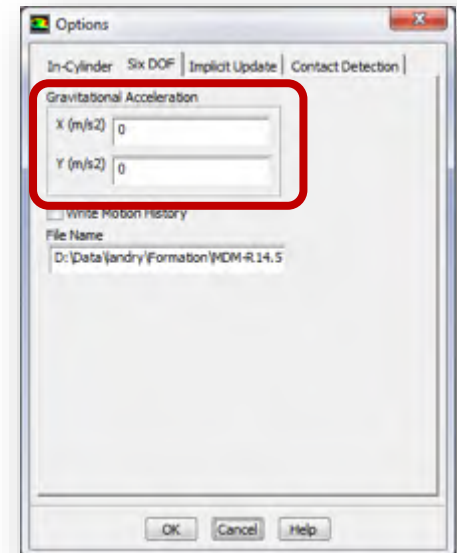 Options
In-Cylinder Six DOF Implicit Update Contact Detection
Gravitational Acceleration
X (m/s2) 0
Y (m/s2) 0
Write Motion History
File Name
D:\Data\landry\Formation\MDM-R14.5
OK Cancel Help